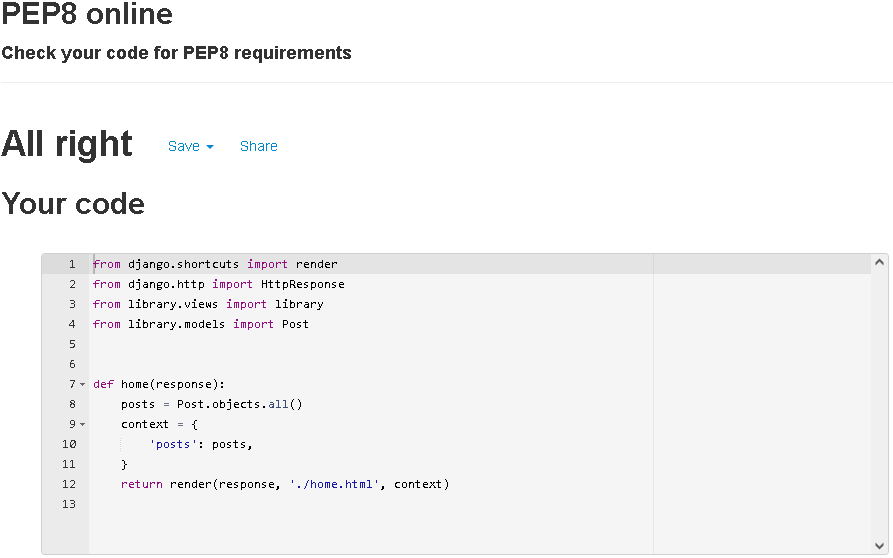 PEP8 online
Check your code for PEP8 requirements
All right Save Share
Your code
1 from django.shortcuts import render
2 from django.http import HttpResponse
3 from library.views import library
4 from library.models import Post
5
6
7 def home(response):
8     posts = Post.objects.all()
9     context = {
10         'posts': posts,
11     }
12     return render(response, './home.html', context)
13